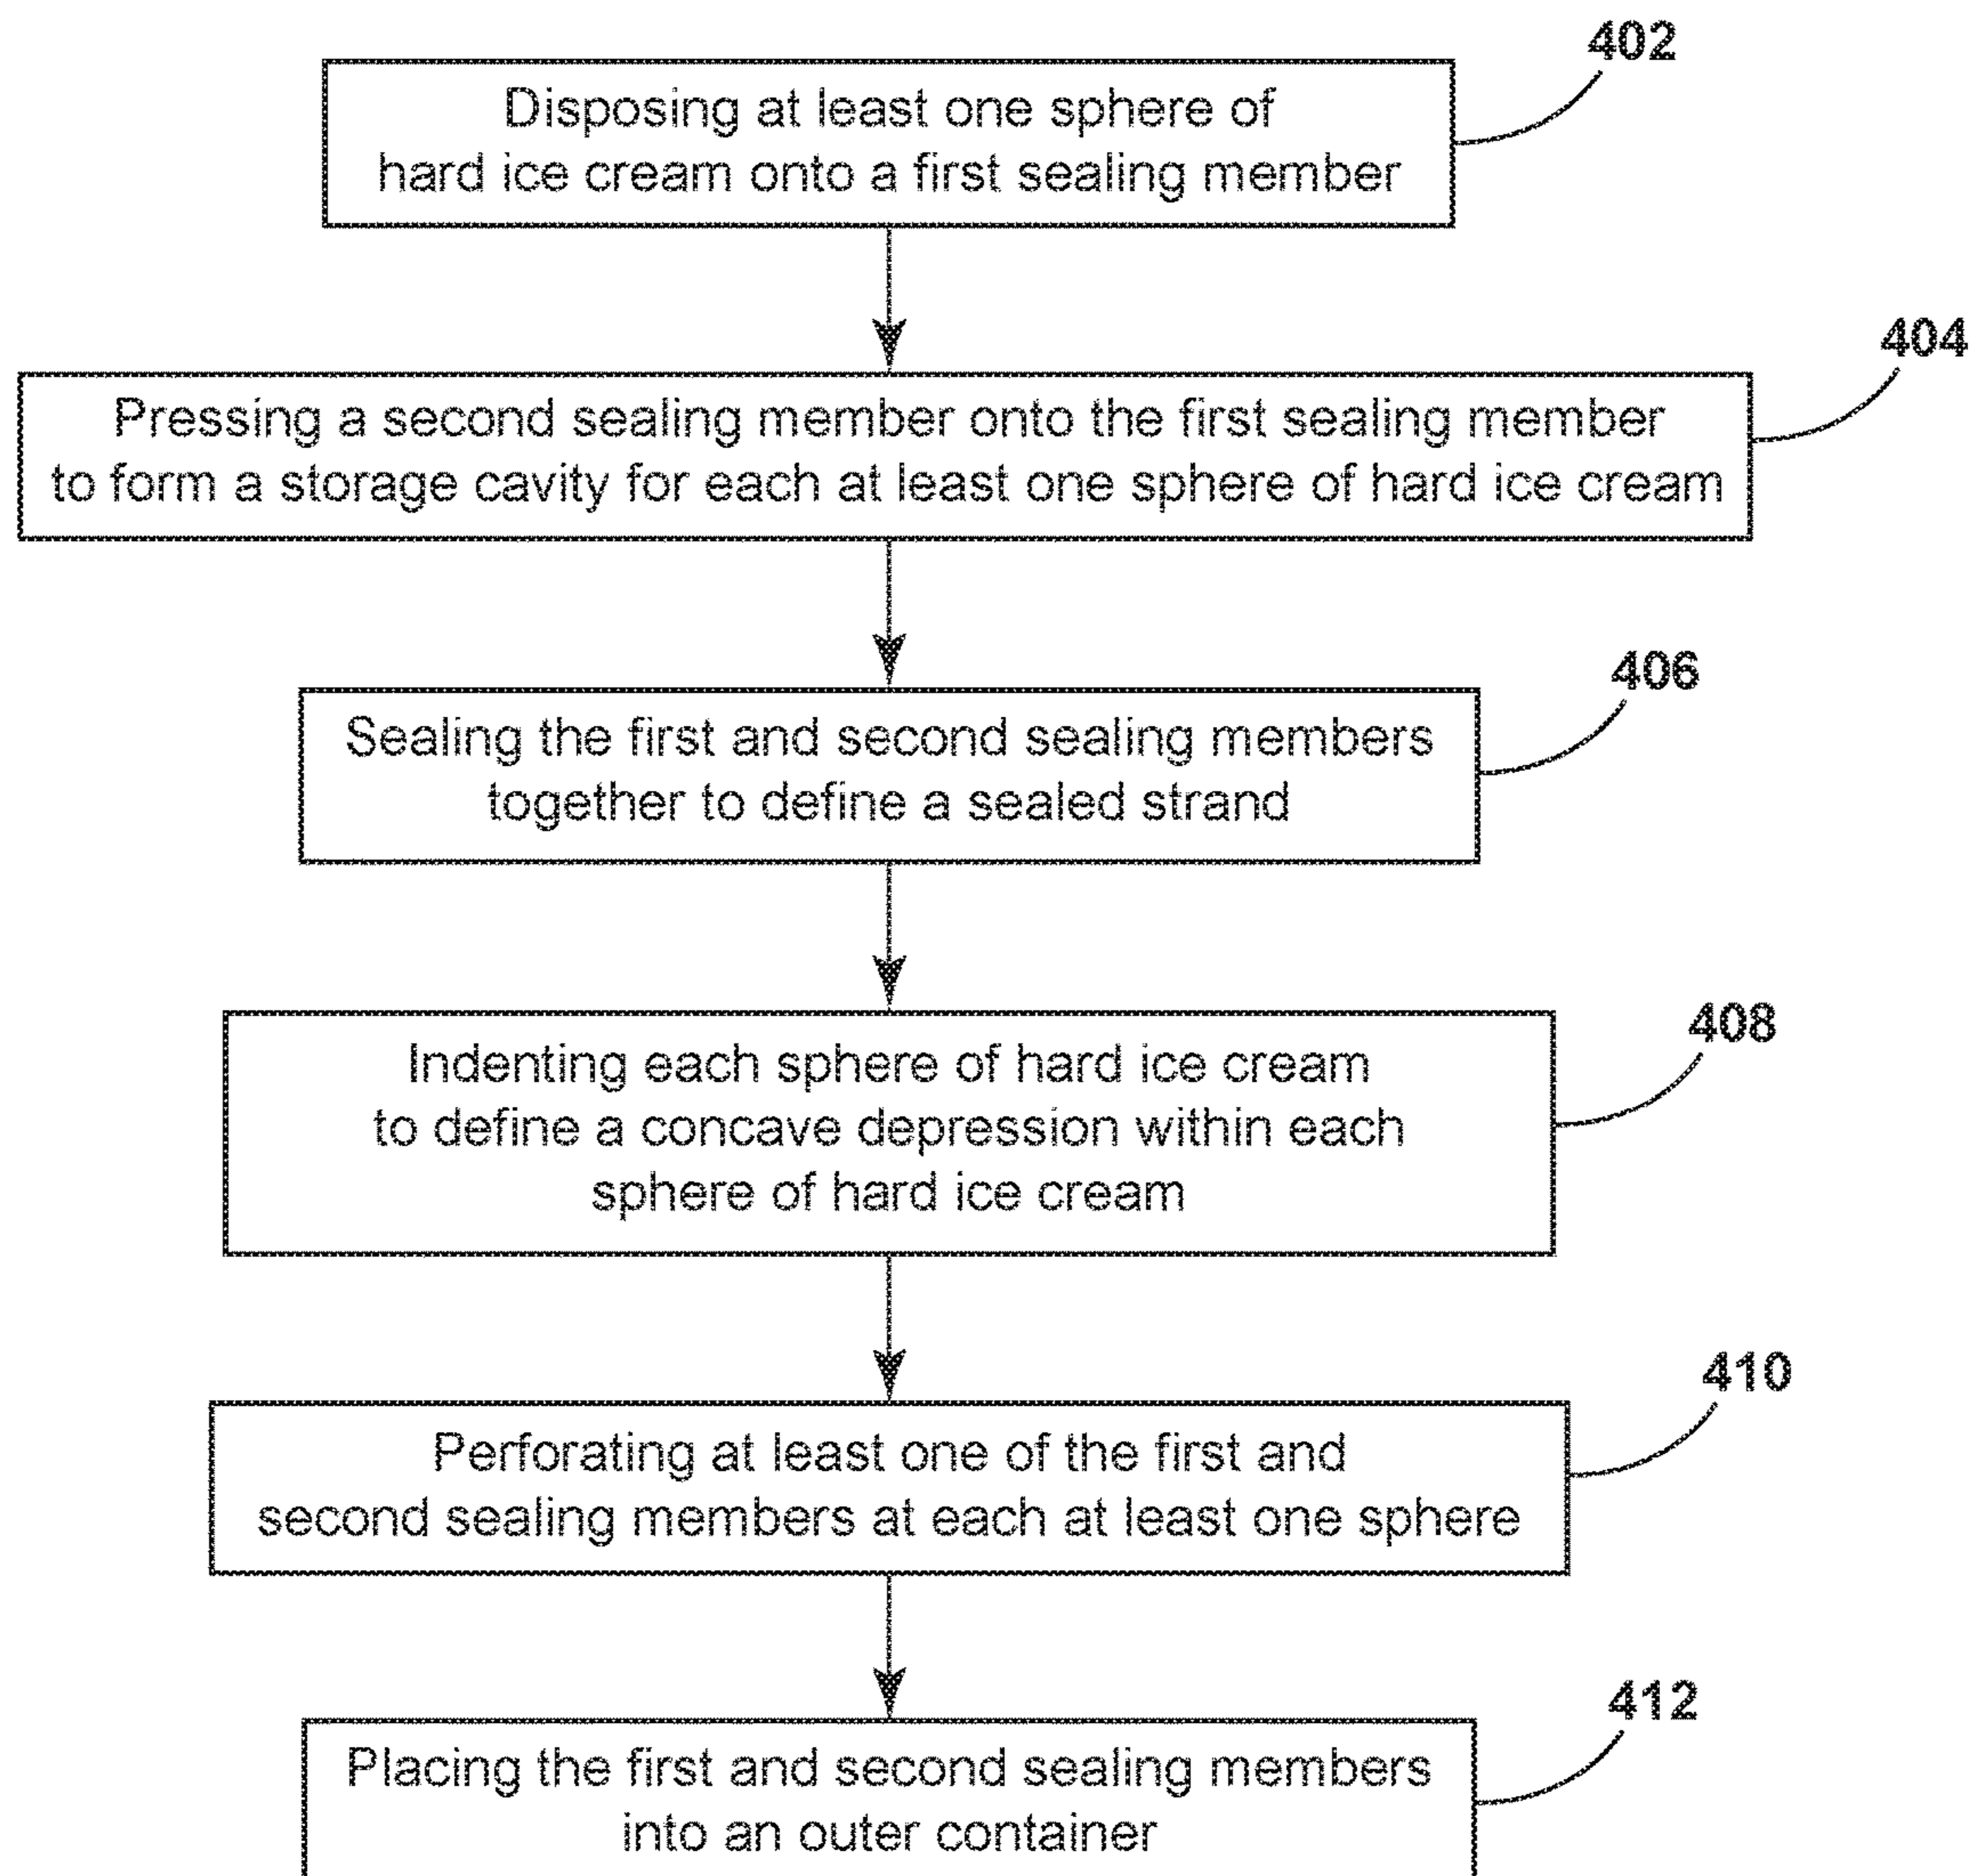 402
Disposing at least one sphere of
hard ice cream onto a first sealing member
404
Pressing a second sealing member onto the first sealing member
to form a storage cavity for each at least one sphere of hard ice cream
406
Sealing the first and second sealing members
together to define a sealed strand
408
Indenting each sphere of hard ice cream
to define a concave depression within each
sphere of hard ice cream
410
Perforating at least one of the first and
second sealing members at each at least one sphere
412
Placing the first and second sealing members
into an outer container